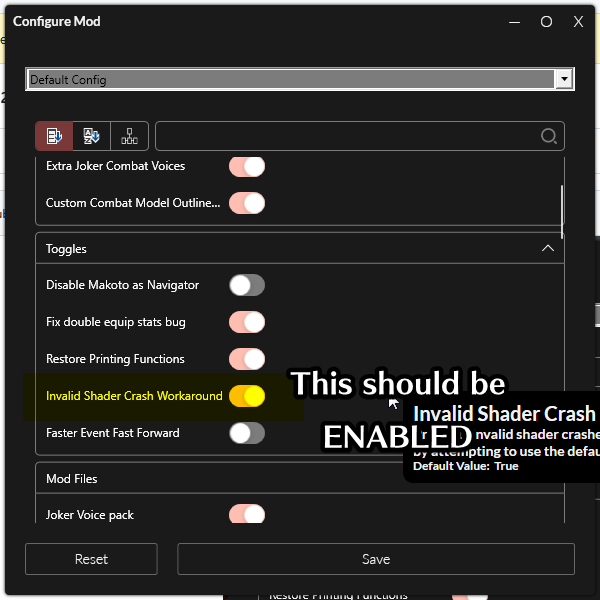 Configure Mod
Default Config
Extra Joker Combat Voices
Custom Combat Model Outline...
Toggles
Disable Makoto as Navigator
Fix double equip stats bug
Restore Printing Functions
Invalid Shader Crash Workaround
This should be
ENABLED
Invalid Shader Crash
nvalid shader crashe
by attempting to use the defau
Default Value: True
Faster Event Fast Forward
Mod Files
Joker Voice pack
Reset
Save
Restore Printing Functions